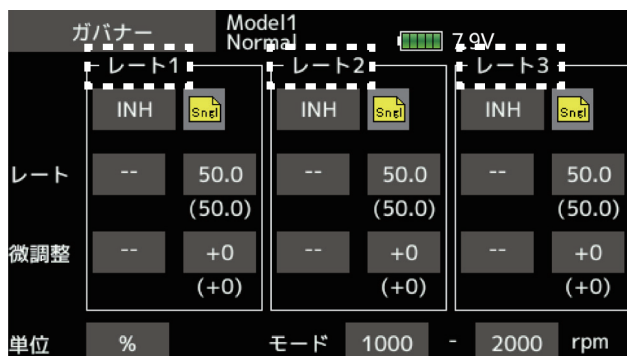 ガバナー Model1
Normal 7.9V
レート1 レート2 レート3
INH Sngl INH Sngl INH Sngl
レート -- 50.0 -- 50.0 -- 50.0
(50.0) (50.0) (50.0)
微調整 -- +0 -- +0 -- +0
(+0) (+0) (+0)
単位 % モード 1000 - 2000 rpm